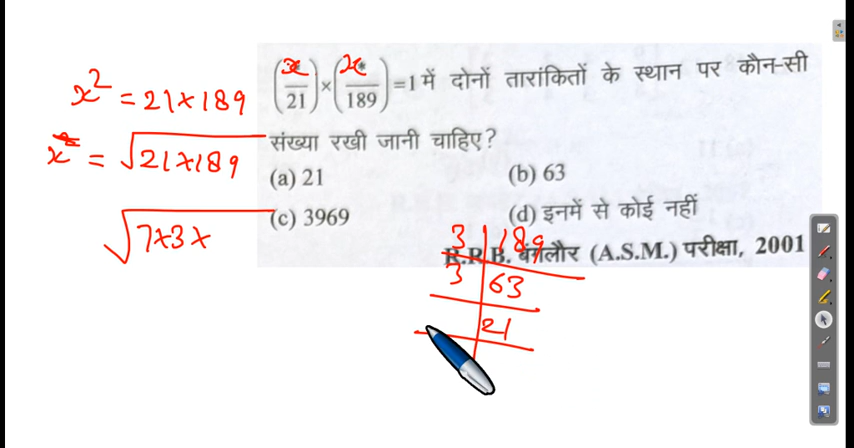 x² = 21×189
(x/21)×(x/189)=1 में दोनों तारांकितों के स्थान पर कौन-सी
संख्या रखी जानी चाहिए?
x = √21×189
(a) 21
(b) 63
(c) 3969
(d) इनमें से कोई नहीं
√7×3×
R.R.B. बंगलौर (A.S.M.) परीक्षा, 2001
3 | 189
3 | 63
21